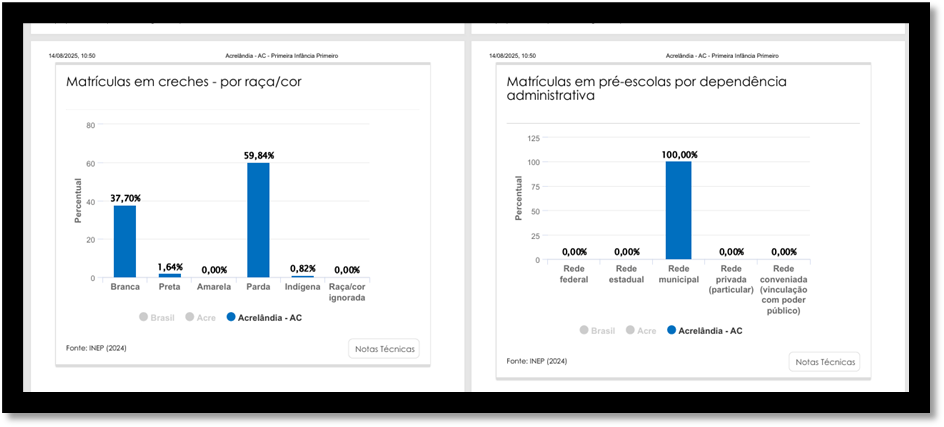 14/08/2025, 10:50
Acrelândia - AC - Primeira Infância Primeiro
Matrículas em creches - por raça/cor
Percentual
80
60
40
20
0
37,70%
1,64%
0,00%
59,84%
0,82%
0,00%
Branca
Preta
Amarela
Parda
Indígena
Raça/cor
ignorada
Brasil
Acre
Acrelândia - AC
Fonte: INEP (2024)
Notas Técnicas
14/08/2025, 10:50
Acrelândia - AC - Primeira Infância Primeiro
Matrículas em pré-escolas por dependência
administrativa
Percentual
125
100
75
50
25
0
0,00%
0,00%
100,00%
0,00%
0,00%
Rede
federal
Rede
estadual
Rede
municipal
Rede
privada
(particular)
Rede
conveniada
(vinculação
com poder
público)
Brasil
Acre
Acrelândia - AC
Fonte: INEP (2024)
Notas Técnicas